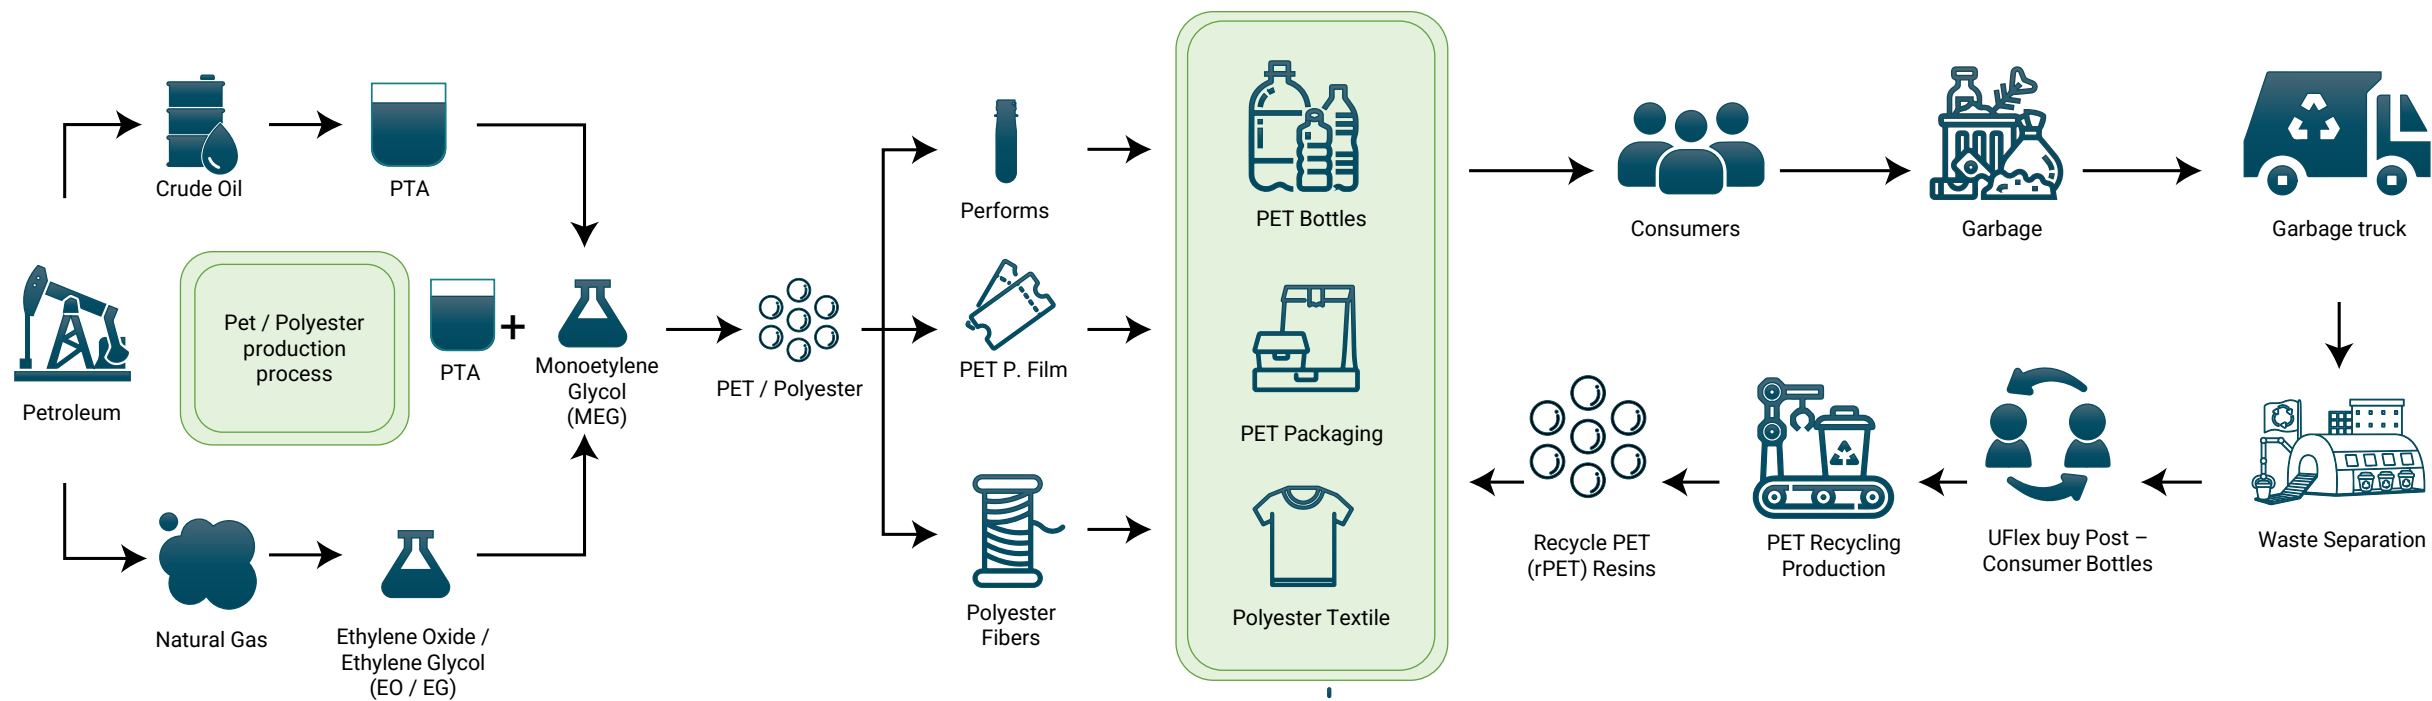 Crude Oil
PTA
Petroleum
Pet / Polyester
production
process
PTA
+
Monoetylene
Glycol
(MEG)
Natural Gas
Ethylene Oxide /
Ethylene Glycol
(EO / EG)
PET / Polyester
Performs
PET P. Film
Polyester
Fibers
PET Bottles
PET Packaging
Polyester Textile
Consumers
Garbage
Garbage truck
Waste Separation
UFlex buy Post –
Consumer Bottles
PET Recycling
Production
Recycle PET
(rPET) Resins